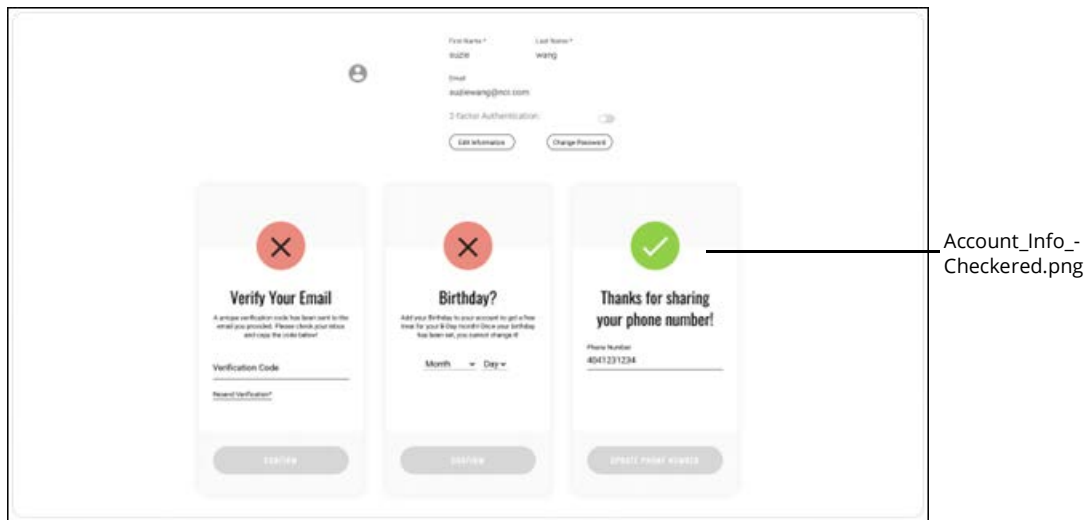 First Name * Last Name *
suzie wang
Email
suziewang@ncr.com
2-factor Authentication
Edit Information Change Password
Verify Your Email
A unique verification code has been sent to the
email you provided. Please check your inbox
and copy the code below!
Verification Code
Resend Verification*
CONFIRM
Birthday?
Add your Birthday to your account to get a free
treat for your B-Day month! Once your birthday
has been set, you cannot change it!
Month Day
CONFIRM
Thanks for sharing
your phone number!
Phone Number
4041231234
UPDATE PHONE NUMBER
Account_Info_-
Checkered.png